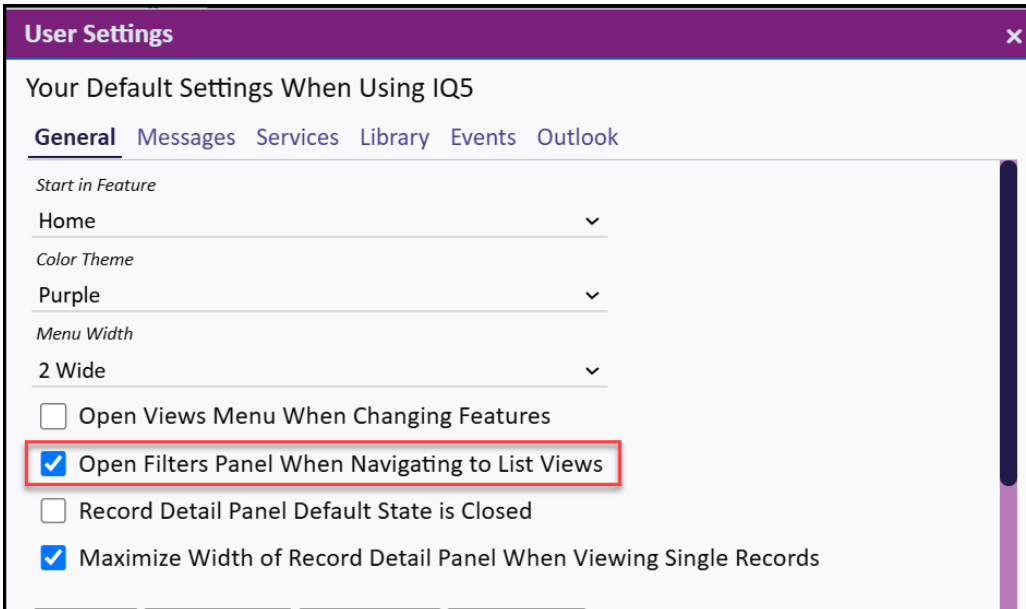 User Settings
Your Default Settings When Using IQ5
General Messages Services Library Events Outlook
Start in Feature
Home
Color Theme
Purple
Menu Width
2 Wide
Open Views Menu When Changing Features
Open Filters Panel When Navigating to List Views
Record Detail Panel Default State is Closed
Maximize Width of Record Detail Panel When Viewing Single Records